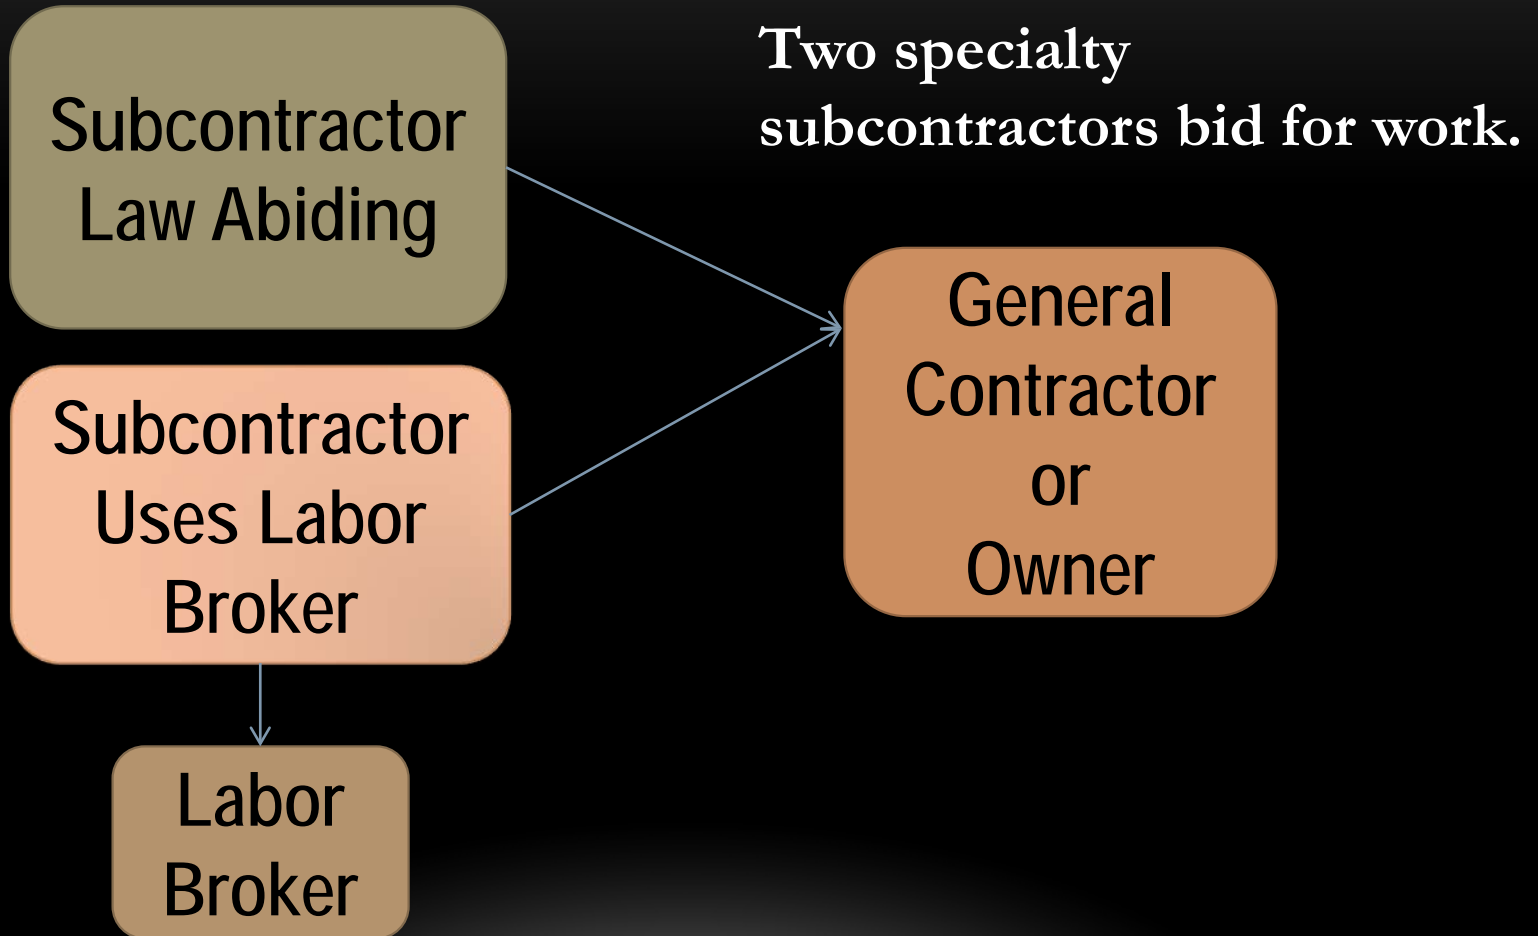 Two specialty
subcontractors bid for work.
Subcontractor
Law Abiding
Subcontractor
Uses Labor
Broker
Labor
Broker
General
Contractor
or
Owner